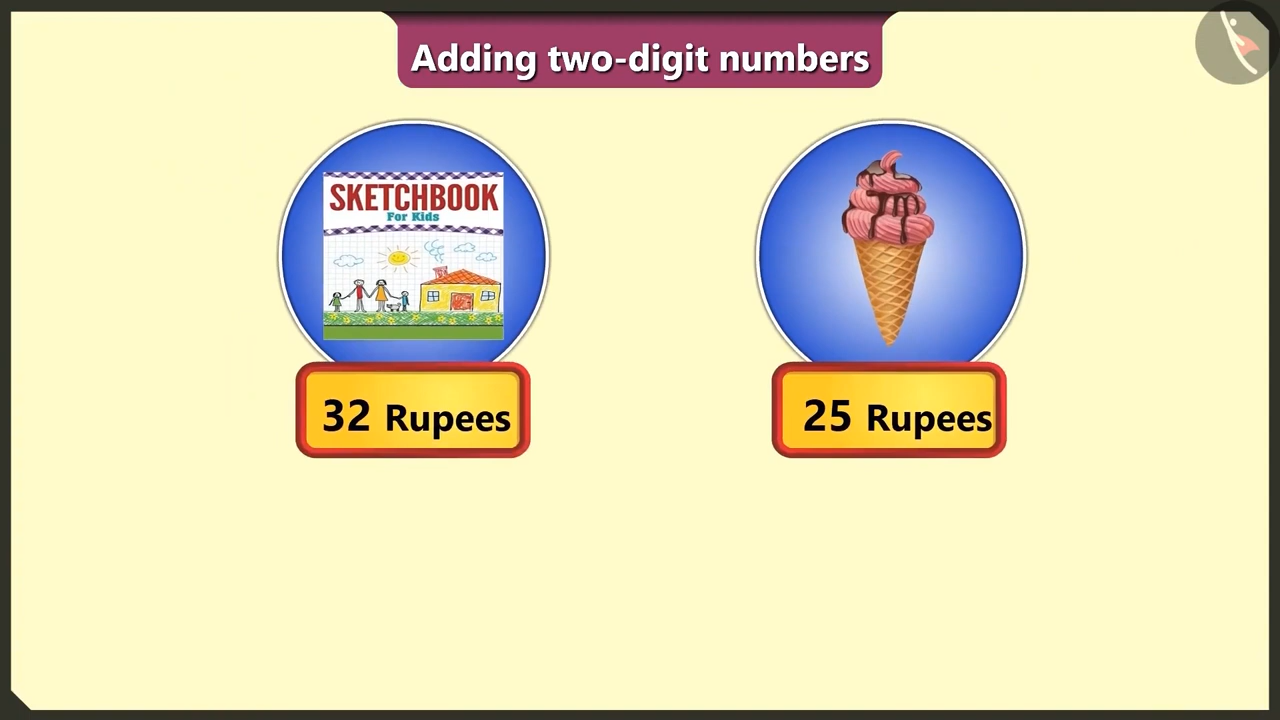 Adding two-digit numbers
SKETCHBOOK
For Kids
32 Rupees
25 Rupees